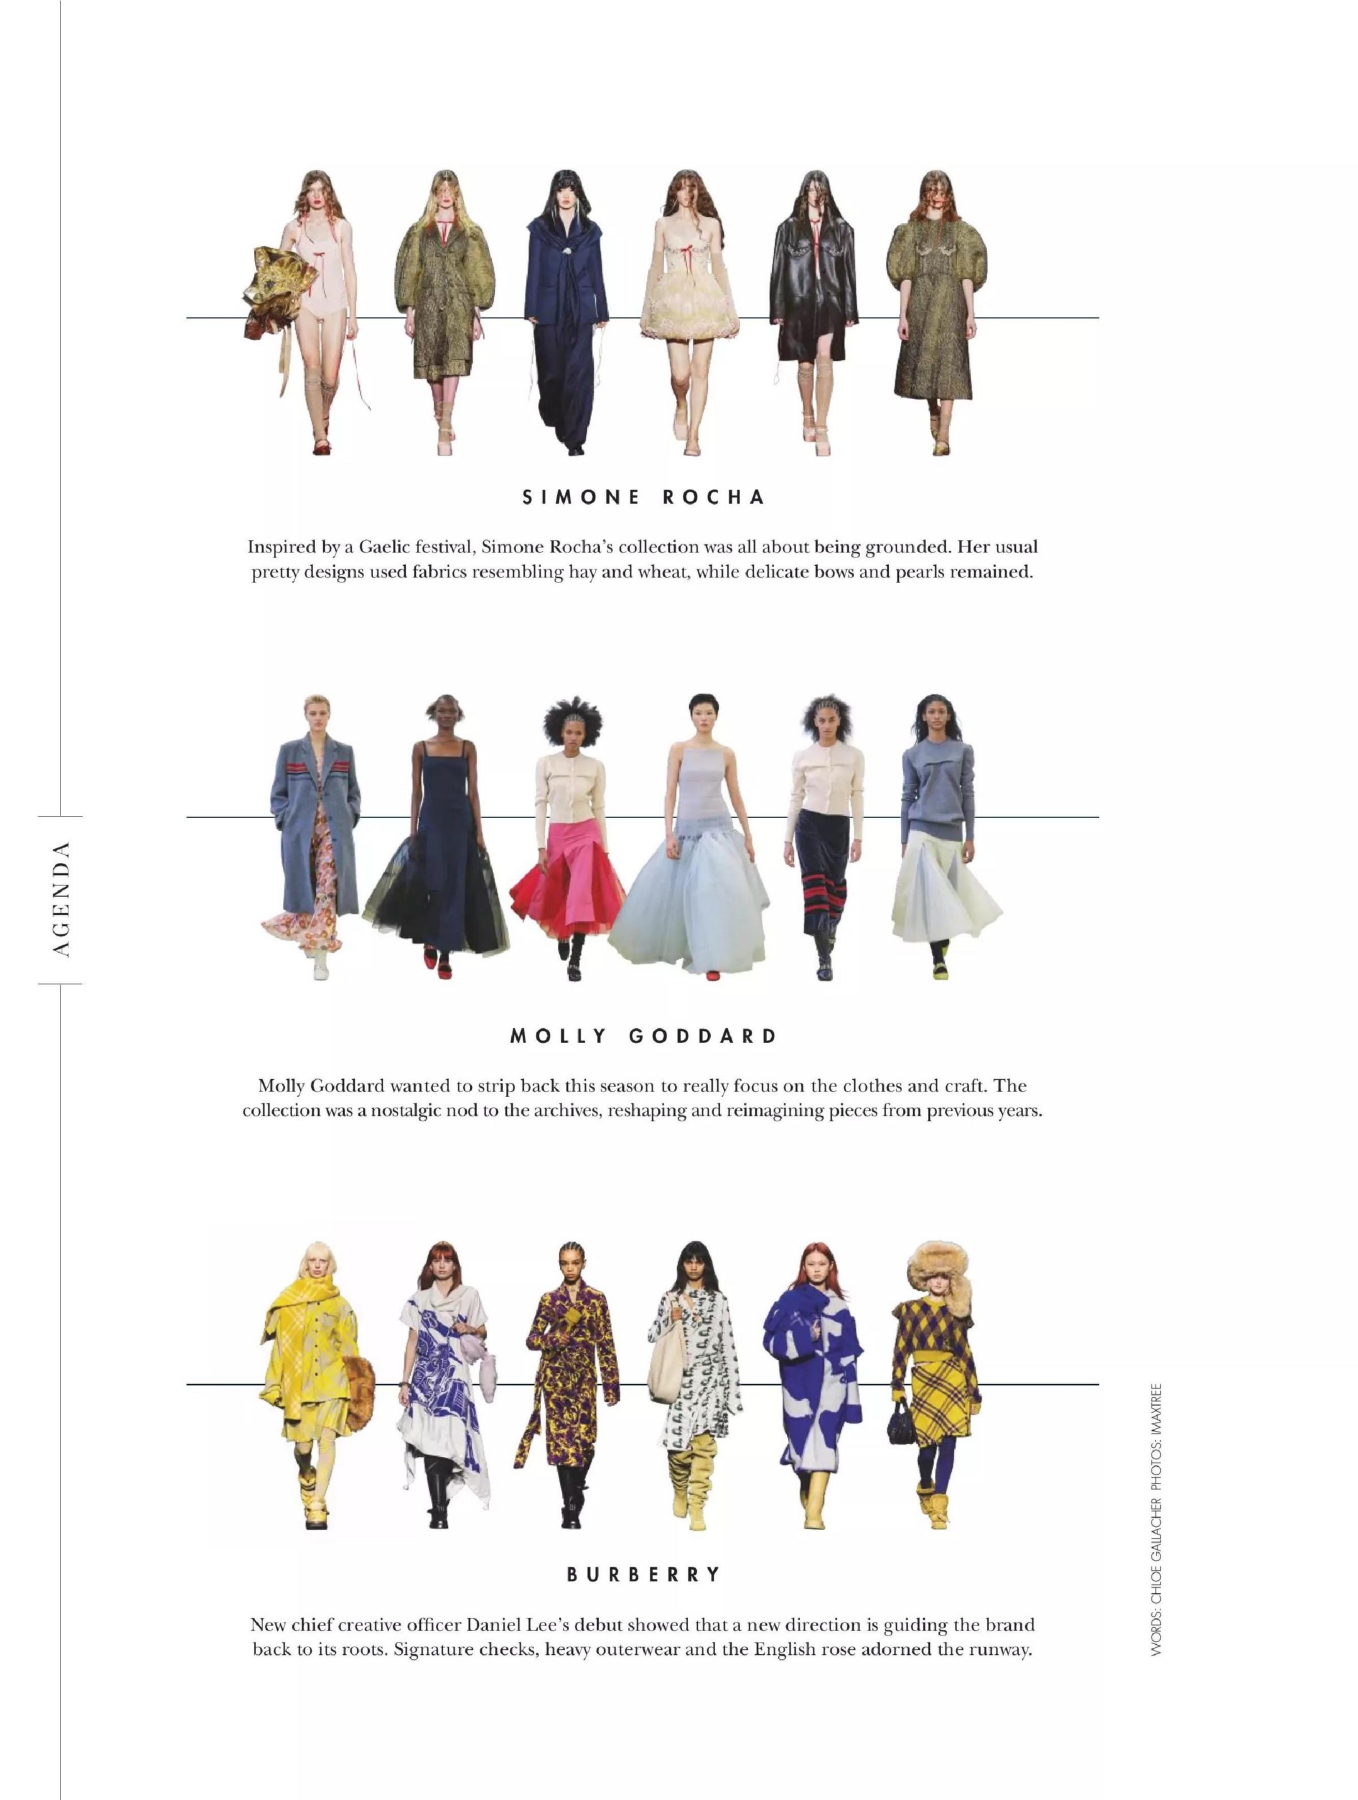 SIMONE ROCHA
Inspired by a Gaelic festival, Simone Rocha’s collection was all about being grounded. Her usual
pretty designs used fabrics resembling hay and wheat, while delicate bows and pearls remained.
AGENDA
MOLLY GODDARD
Molly Goddard wanted to strip back this season to really focus on the clothes and craft. The
collection was a nostalgic nod to the archives, reshaping and reimagining pieces from previous years.
BURBERRY
New chief creative officer Daniel Lee’s debut showed that a new direction is guiding the brand
back to its roots. Signature checks, heavy outerwear and the English rose adorned the runway.
WORDS: CHLOE GALLACHER PHOTOS: IMAXTREE